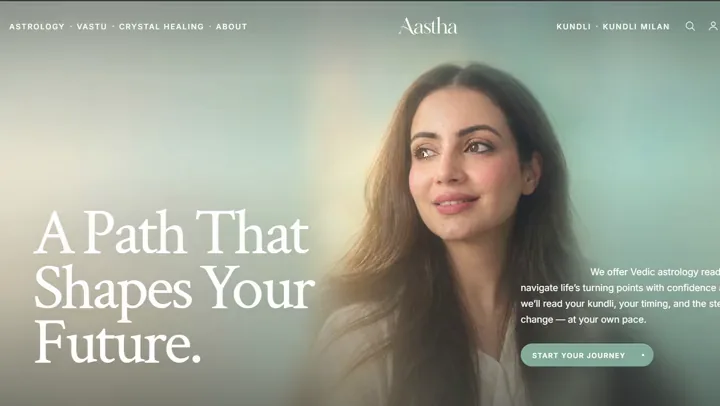 ASTROLOGY · VASTU · CRYSTAL HEALING · ABOUT
Aastha
KUNDLI · KUNDLI MILAN
A Path That
Shapes Your
Future.
We offer Vedic astrology read
navigate life's turning points with confidence
we'll read your kundli, your timing, and the ste
change — at your own pace.
START YOUR JOURNEY